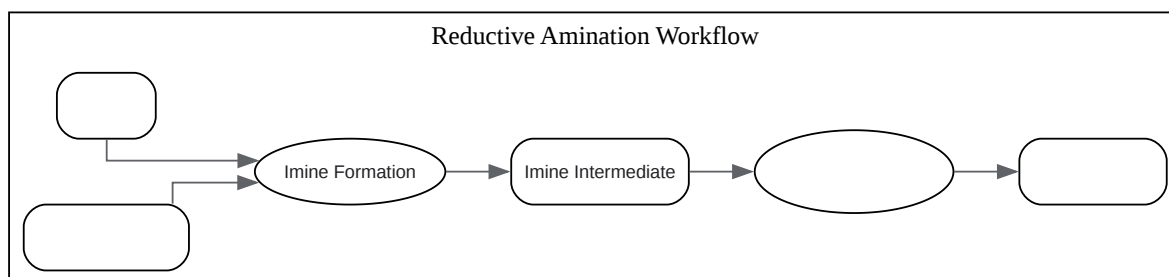 Reductive Amination Workflow
Imine Formation
Imine Intermediate